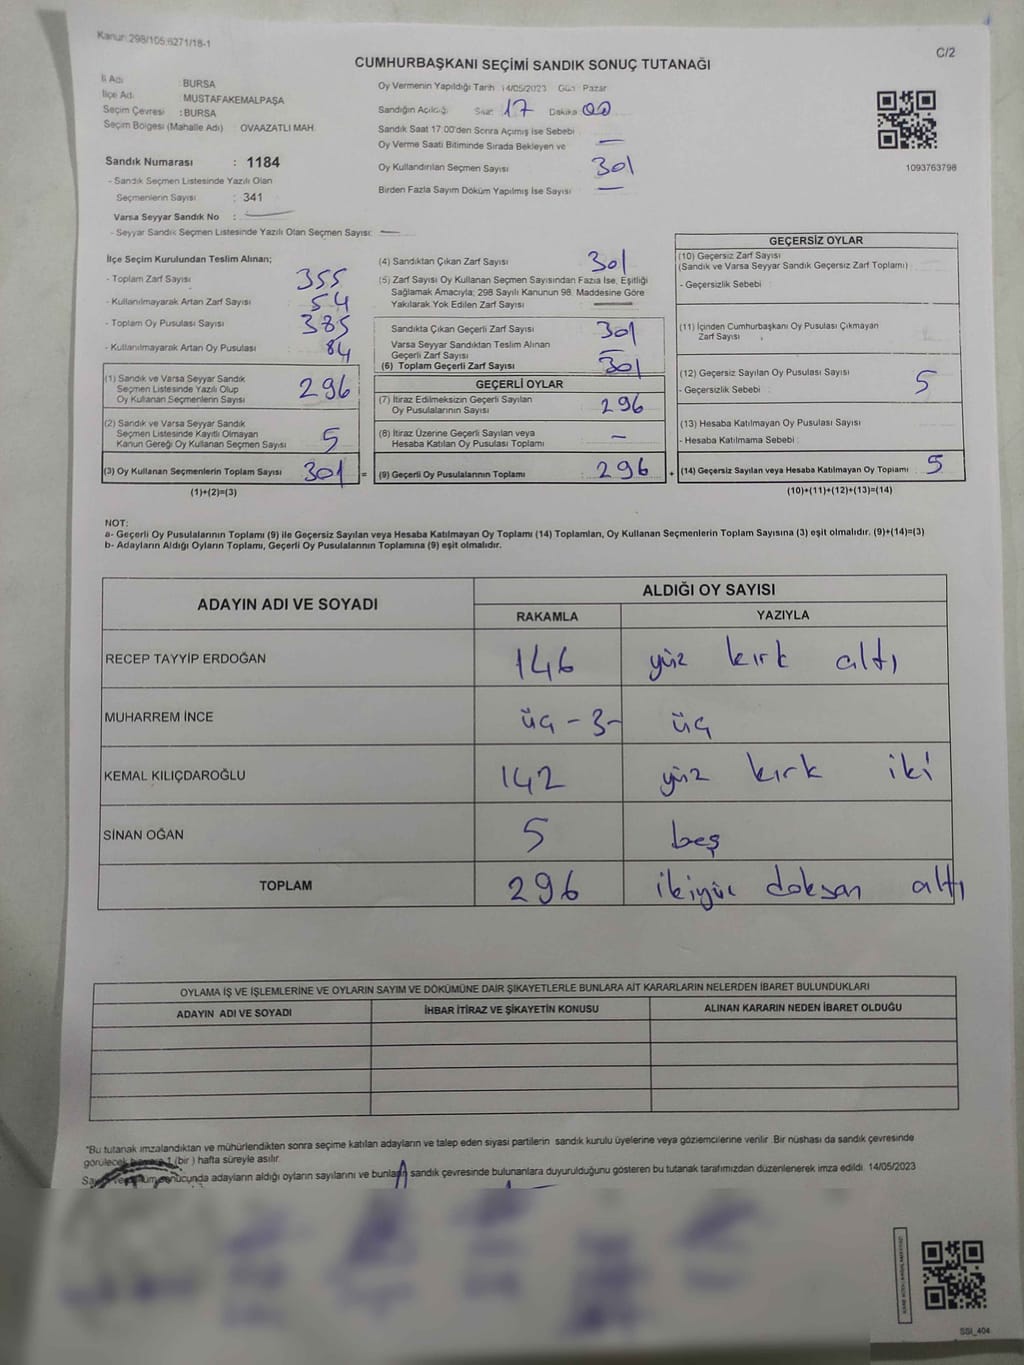 Kanun: 298/105.6271/18-1
C/2
CUMHURBAŞKANI SEÇİMİ SANDIK SONUÇ TUTANAĞI
İl Adı : BURSA
İlçe Adı : MUSTAFAKEMALPAŞA
Seçim Çevresi : BURSA
Seçim Bölgesi (Mahalle Adı) OVAAZATLI MAH.
Sandık Numarası : 1184
- Sandık Seçmen Listesinde Yazılı Olan
Seçmenlerin Sayısı : 341
Varsa Seyyar Sandık No :
- Seyyar Sandık Seçmen Listesinde Yazılı Olan Seçmen Sayısı: —
Oy Vermenin Yapıldığı Tarih 14/05/2023 Gün Pazar
Sandığın Açıldığı: Saat 17 Dakika 00
Sandık Saat 17:00'den Sonra Açılmış İse Sebebi
Oy Verme Saati Bitiminde Sırada Bekleyen ve —
Oy Kullandırılan Seçmen Sayısı 301
Birden Fazla Sayım Döküm Yapılmış İse Sayısı —
1093763798
İlçe Seçim Kurulundan Teslim Alınan;
- Toplam Zarf Sayısı 355
- Kullanılmayarak Artan Zarf Sayısı 54
- Toplam Oy Pusulası Sayısı 385
- Kullanılmayarak Artan Oy Pusulası 84
(1) Sandık ve Varsa Seyyar Sandık
Seçmen Listesinde Yazılı Olup
Oy Kullanan Seçmenlerin Sayısı 296
(2) Sandık ve Varsa Seyyar Sandık
Seçmen Listesinde Kayıtlı Olmayan
Kanun Gereği Oy Kullanan Seçmen Sayısı 5
(3) Oy Kullanan Seçmenlerin Toplam Sayısı 301 =
(1)+(2)=(3)
(4) Sandıktan Çıkan Zarf Sayısı 301
(5) Zarf Sayısı Oy Kullanan Seçmen Sayısından Fazla İse, Eşitliği
Sağlamak Amacıyla; 298 Sayılı Kanunun 98. Maddesine Göre
Yakılarak Yok Edilen Zarf Sayısı —
Sandıkta Çıkan Geçerli Zarf Sayısı 301
Varsa Seyyar Sandıktan Teslim Alınan
Geçerli Zarf Sayısı —
(6) Toplam Geçerli Zarf Sayısı 301
GEÇERLİ OYLAR
(7) İtiraz Edilmeksizin Geçerli Sayılan
Oy Pusulalarının Sayısı 296
(8) İtiraz Üzerine Geçerli Sayılan veya
Hesaba Katılan Oy Pusulası Toplamı —
(9) Geçerli Oy Pusulalarının Toplamı 296 +
GEÇERSİZ OYLAR
(10) Geçersiz Zarf Sayısı
(Sandık ve Varsa Seyyar Sandık Geçersiz Zarf Toplamı)
- Geçersizlik Sebebi :
(11) İçinden Cumhurbaşkanı Oy Pusulası Çıkmayan
Zarf Sayısı
(12) Geçersiz Sayılan Oy Pusulası Sayısı 5
- Geçersizlik Sebebi :
(13) Hesaba Katılmayan Oy Pusulası Sayısı
- Hesaba Katılmama Sebebi :
(14) Geçersiz Sayılan veya Hesaba Katılmayan Oy Toplamı 5
(10)+(11)+(12)+(13)=(14)
NOT:
a- Geçerli Oy Pusulalarının Toplamı (9) ile Geçersiz Sayılan veya Hesaba Katılmayan Oy Toplamı (14) Toplamları, Oy Kullanan Seçmenlerin Toplam Sayısına (3) eşit olmalıdır. (9)+(14)=(3)
b- Adayların Aldığı Oyların Toplamı, Geçerli Oy Pusulalarının Toplamına (9) eşit olmalıdır.
ADAYIN ADI VE SOYADI
ALDIĞI OY SAYISI
RAKAMLA YAZIYLA
RECEP TAYYİP ERDOĞAN 146 yüz kırk altı
MUHARREM İNCE üç -3- üç
KEMAL KILIÇDAROĞLU 142 yüz kırk iki
SİNAN OĞAN 5 beş
TOPLAM 296 ikiyüz doksan altı
OYLAMA İŞ VE İŞLEMLERİNE VE OYLARIN SAYIM VE DÖKÜMÜNE DAİR ŞİKAYETLERLE BUNLARA AİT KARARLARIN NELERDEN İBARET BULUNDUKLARI
ADAYIN ADI VE SOYADI İHBAR İTİRAZ VE ŞİKAYETİN KONUSU ALINAN KARARIN NEDEN İBARET OLDUĞU
"Bu tutanak imzalandıktan ve mühürlendikten sonra seçime katılan adayların ve talep eden siyasi partilerin sandık kurulu üyelerine veya gözlemcilerine verilir. Bir nüshası da sandık çevresinde
görülecek 1 (bir) hafta süreyle asılır.
sonucunda adayların aldığı oyların sayılarını ve bunların sandık çevresinde bulunanlara duyurulduğunu gösteren bu tutanak tarafımızdan düzenlenerek imza edildi. 14/05/2023
SSI_404